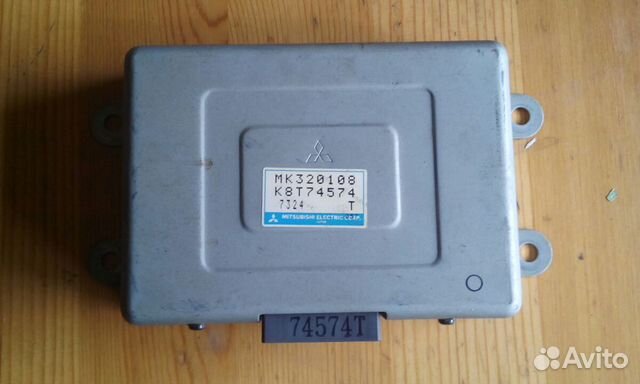 MK320108
K8T74574
7324 T
MITSUBISHI ELECTRIC CORP.
74574T
Avito